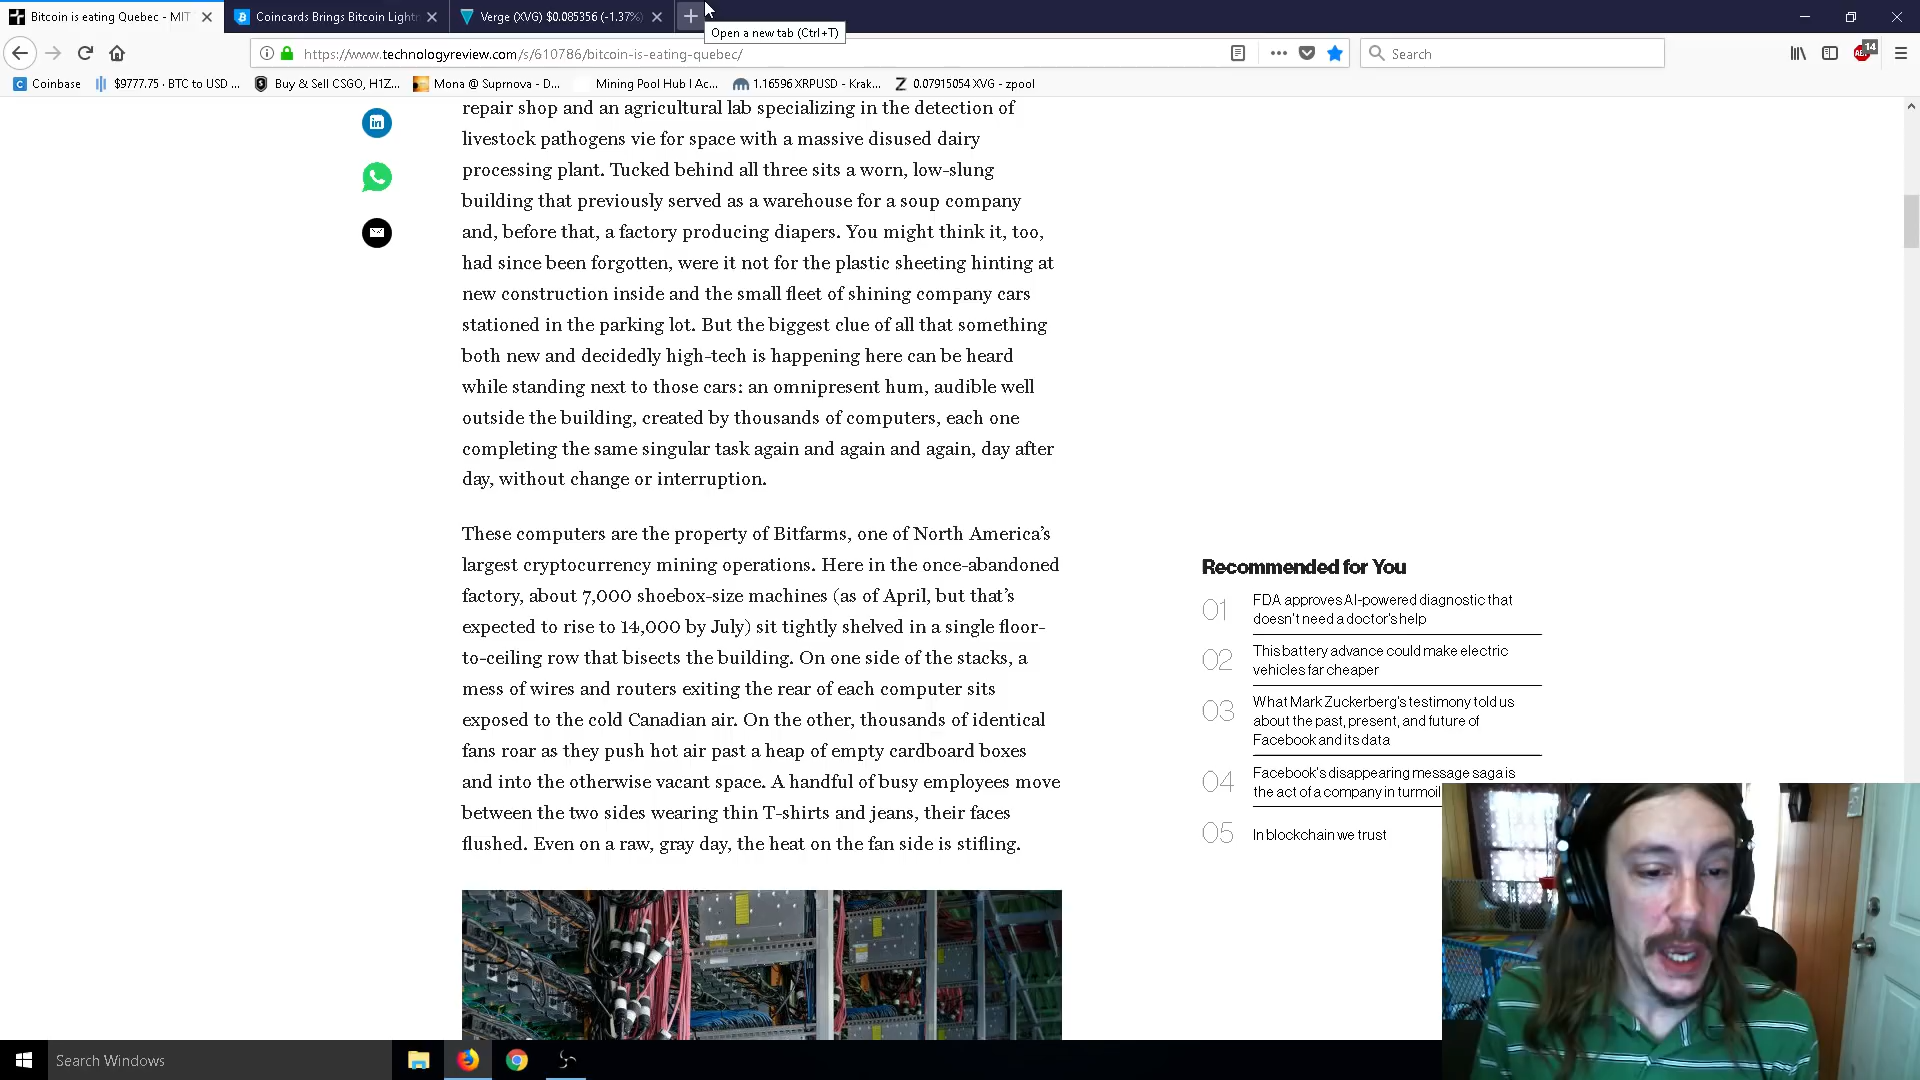 Bitcoin is eating Quebec - MIT
Coincards Brings Bitcoin Lightn
Verge (XVG) $0.085356 (-1.37%)
Open a new tab (Ctrl+T)
https://www.technologyreview.com/s/610786/bitcoin-is-eating-quebec/
Search
14
Coinbase
$9777.75 · BTC to USD ...
Buy & Sell CSGO, H1Z...
Mona @ Suprnova - D...
Mining Pool Hub | Ac...
1.16596 XRPUSD - Krak...
0.07915054 XVG - zpool
repair shop and an agricultural lab specializing in the detection of
livestock pathogens vie for space with a massive disused dairy
processing plant. Tucked behind all three sits a worn, low-slung
building that previously served as a warehouse for a soup company
and, before that, a factory producing diapers. You might think it, too,
had since been forgotten, were it not for the plastic sheeting hinting at
new construction inside and the small fleet of shining company cars
stationed in the parking lot. But the biggest clue of all that something
both new and decidedly high-tech is happening here can be heard
while standing next to those cars: an omnipresent hum, audible well
outside the building, created by thousands of computers, each one
completing the same singular task again and again and again, day after
day, without change or interruption.
These computers are the property of Bitfarms, one of North America's
largest cryptocurrency mining operations. Here in the once-abandoned
factory, about 7,000 shoebox-size machines (as of April, but that's
expected to rise to 14,000 by July) sit tightly shelved in a single floor-
to-ceiling row that bisects the building. On one side of the stacks, a
mess of wires and routers exiting the rear of each computer sits
exposed to the cold Canadian air. On the other, thousands of identical
fans roar as they push hot air past a heap of empty cardboard boxes
and into the otherwise vacant space. A handful of busy employees move
between the two sides wearing thin T-shirts and jeans, their faces
flushed. Even on a raw, gray day, the heat on the fan side is stifling.
Recommended for You
01 FDA approves AI-powered diagnostic that
doesn't need a doctor's help
02 This battery advance could make electric
vehicles far cheaper
03 What Mark Zuckerberg's testimony told us
about the past, present, and future of
Facebook and its data
04 Facebook's disappearing message saga is
the act of a company in turmoil
05 In blockchain we trust
Search Windows